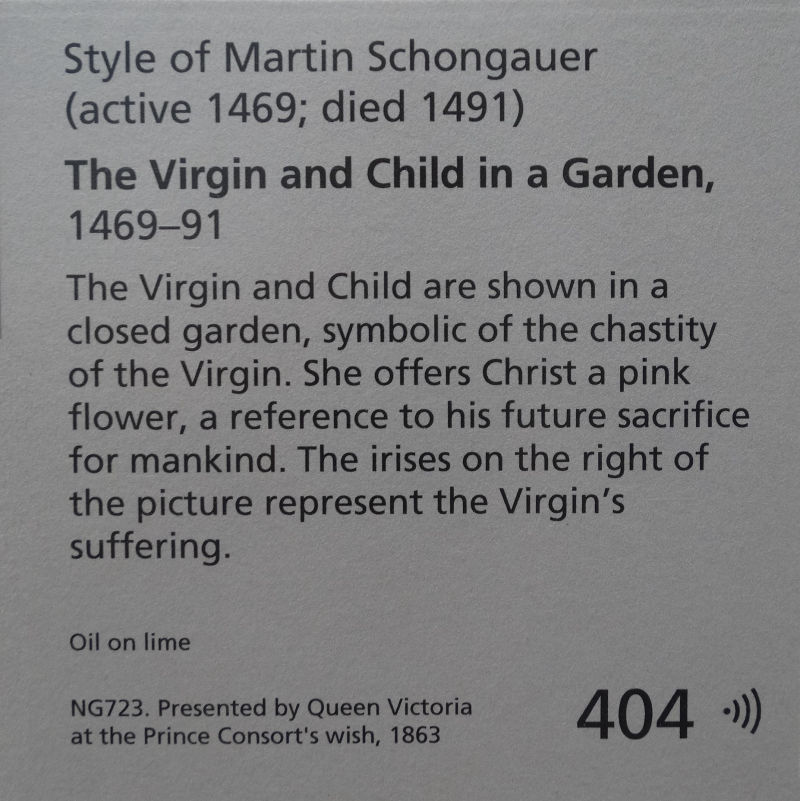 Style of Martin Schongauer
(active 1469; died 1491)
The Virgin and Child in a Garden,
1469–91
The Virgin and Child are shown in a
closed garden, symbolic of the chastity
of the Virgin. She offers Christ a pink
flower, a reference to his future sacrifice
for mankind. The irises on the right of
the picture represent the Virgin’s
suffering.
Oil on lime
NG723. Presented by Queen Victoria
at the Prince Consort's wish, 1863
404